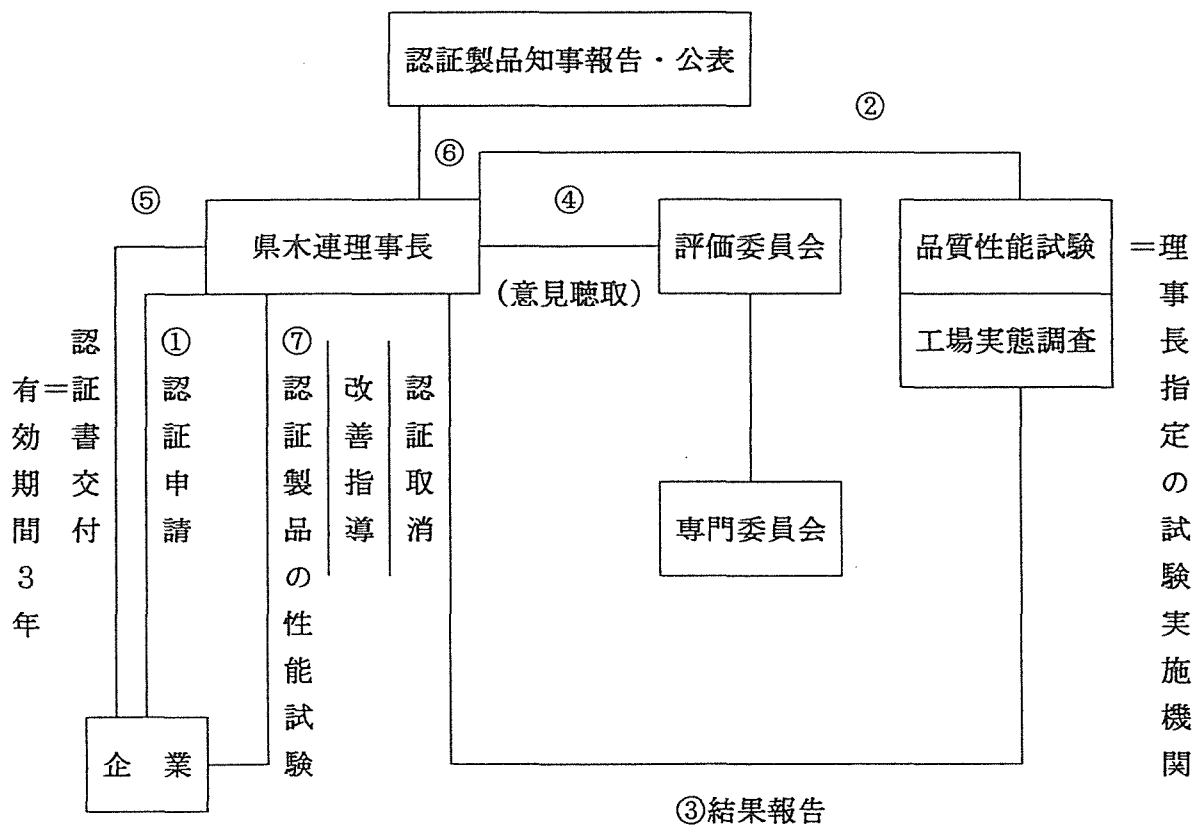 認証製品知事報告・公表
②
⑥
⑤
④
県木連理事長
評価委員会
品質性能試験
=理事長指定の試験実施機関
(意見聴取)
工場実態調査
認証書交付
=有効期間3年
①認証申請
⑦認証製品の性能試験
改善指導
認証取消
専門委員会
企 業
③結果報告